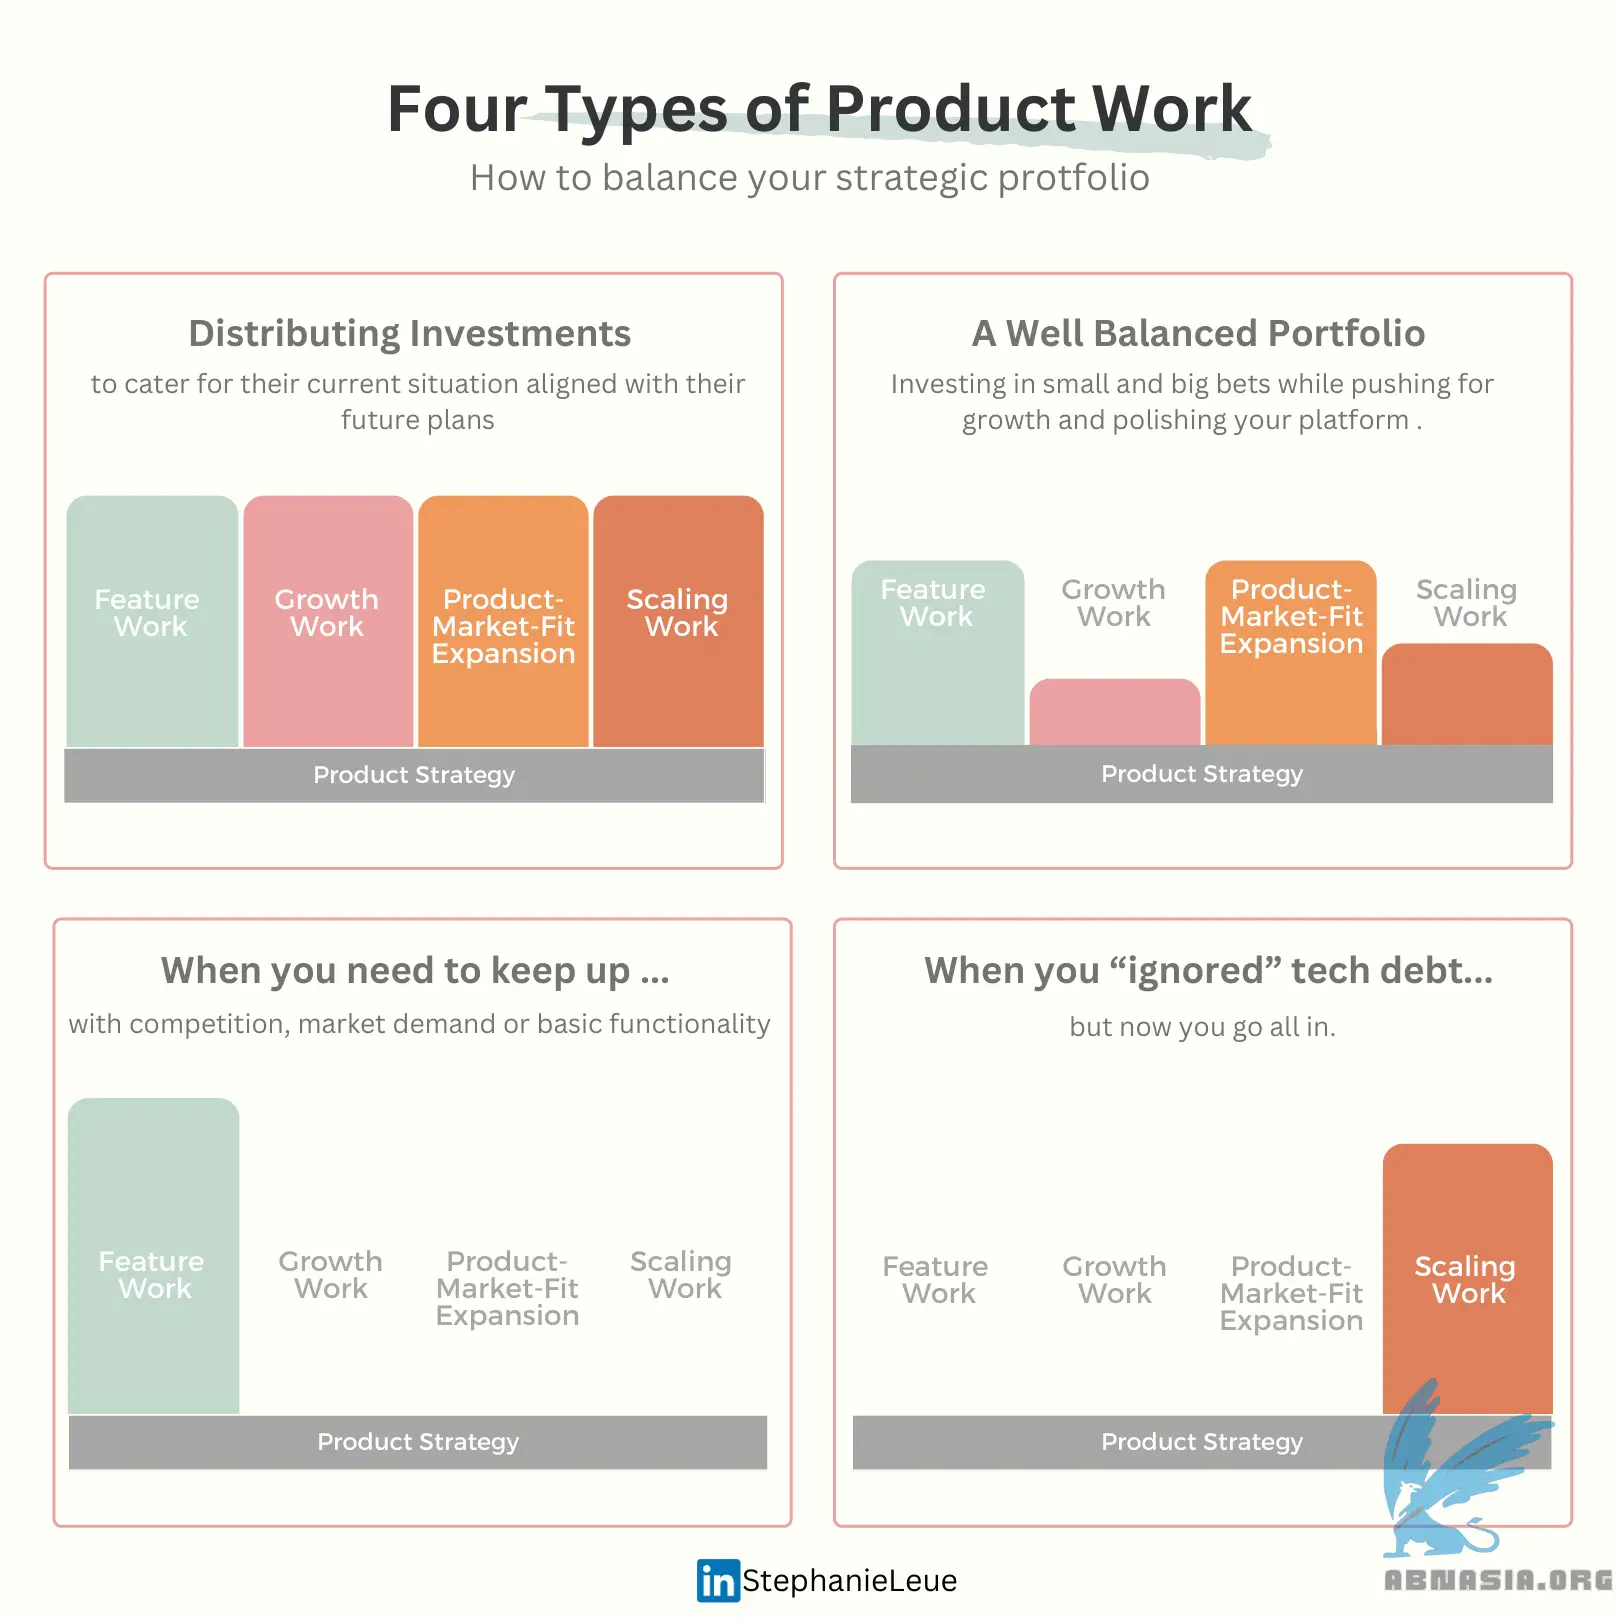 Four Types of Product Work
How to balance your strategic protfolio
Distributing Investments
to cater for their current situation aligned with their
future plans
Feature
Work
Growth
Work
Product-
Market-Fit
Expansion
Scaling
Work
Product Strategy
A Well Balanced Portfolio
Investing in small and big bets while pushing for
growth and polishing your platform .
Feature
Work
Growth
Work
Product-
Market-Fit
Expansion
Scaling
Work
Product Strategy
When you need to keep up ...
with competition, market demand or basic functionality
Feature
Work
Growth
Work
Product-
Market-Fit
Expansion
Scaling
Work
Product Strategy
When you “ignored” tech debt...
but now you go all in.
Feature
Work
Growth
Work
Product-
Market-Fit
Expansion
Scaling
Work
Product Strategy
in StephanieLeue
ABNASIA.ORG